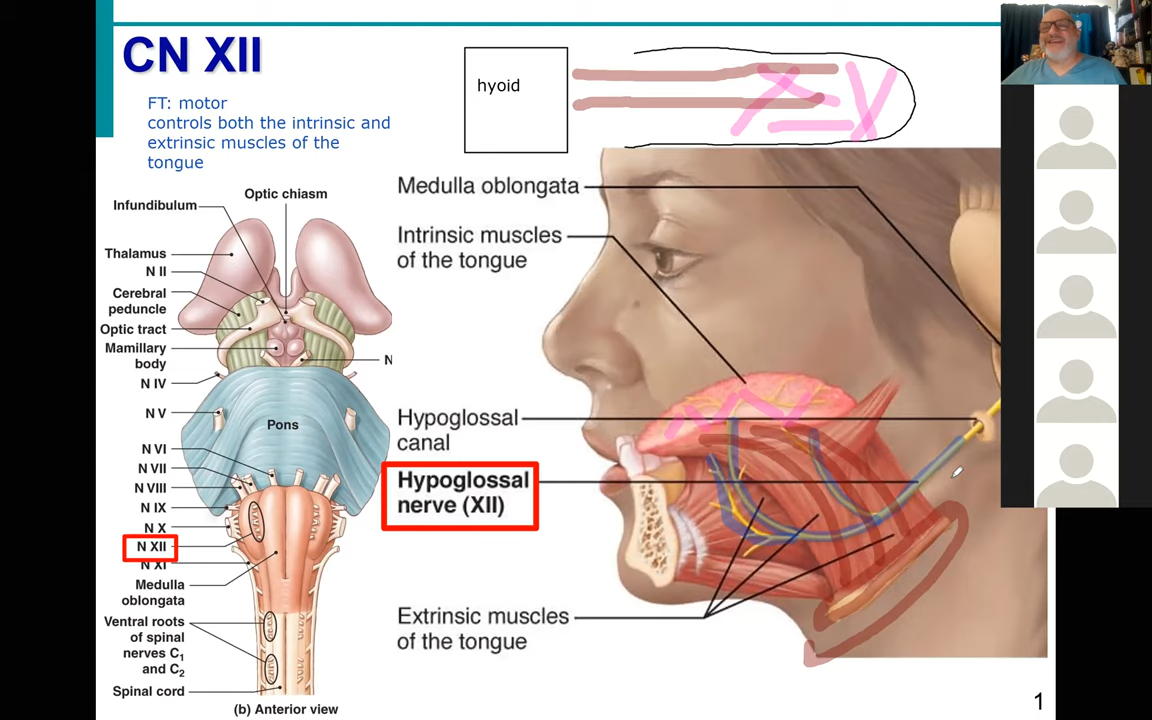 CN XII
FT: motor
controls both the intrinsic and
extrinsic muscles of the
tongue
hyoid
Optic chiasm
Infundibulum
Thalamus
N II
Cerebral
peduncle
Optic tract
Mamillary
body
N
N IV
N V
Pons
N VI
N VII
N VIII
N IX
N X
N XII
N XI
Medulla
oblongata
Ventral roots
of spinal
nerves C1
and C2
Spinal cord
(b) Anterior view
Medulla oblongata
Intrinsic muscles
of the tongue
Hypoglossal
canal
Hypoglossal
nerve (XII)
Extrinsic muscles
of the tongue
1